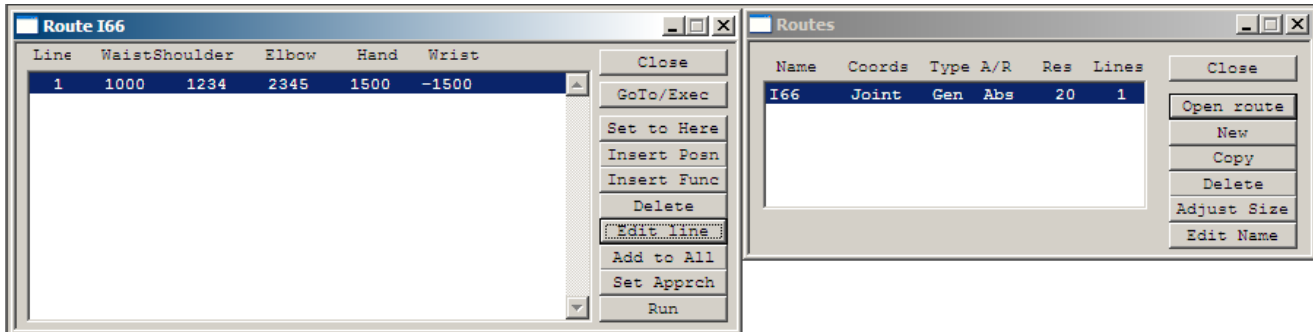 Route I66
Line WaistShoulder Elbow Hand Wrist
1 1000 1234 2345 1500 -1500
Close
GoTo/Exec
Set to Here
Insert Posn
Insert Func
Delete
Edit line
Add to All
Set Apprch
Run
Routes
Name Coords Type A/R Res Lines
I66 Joint Gen Abs 20 1
Close
Open route
New
Copy
Delete
Adjust Size
Edit Name